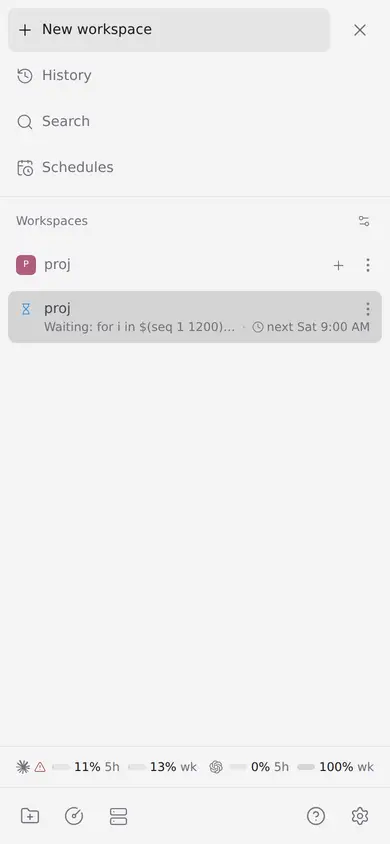 New workspace
History
Search
Schedules
Workspaces
P proj
proj
Waiting: for i in $(seq 1 1200)... · next Sat 9:00 AM
11% 5h 13% wk 0% 5h 100% wk